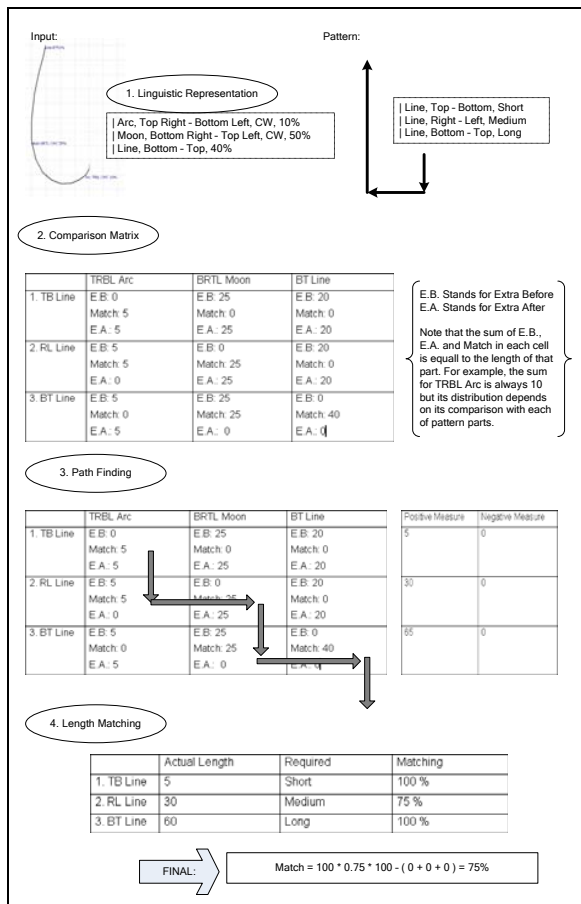 Input:
Pattern:
1. Linguistic Representation
| Arc, Top Right - Bottom Left, CW, 10%
| Moon, Bottom Right - Top Left, CW, 50%
| Line, Bottom - Top, 40%
| Line, Top - Bottom, Short
| Line, Right - Left, Medium
| Line, Bottom - Top, Long
2. Comparison Matrix
TRBL Arc BRTL Moon BT Line
1. TB Line E.B: 0 E.B: 25 E.B: 20
Match: 5 Match: 0 Match: 0
E.A.: 5 E.A.: 25 E.A.: 20
2. RL Line E.B: 5 E.B: 0 E.B: 20
Match: 5 Match: 25 Match: 0
E.A.: 0 E.A.: 25 E.A.: 20
3. BT Line E.B: 5 E.B: 25 E.B: 0
Match: 0 Match: 25 Match: 40
E.A.: 5 E.A.: 0 E.A.: 0
E.B. Stands for Extra Before
E.A. Stands for Extra After
Note that the sum of E.B.,
E.A. and Match in each cell
is equall to the length of that
part. For example, the sum
for TRBL Arc is always 10
but its distribution depends
on its comparison with each
of pattern parts.
3. Path Finding
TRBL Arc BRTL Moon BT Line Positive Measure Negative Measure
1. TB Line E.B: 0 E.B: 25 E.B: 20 5 0
Match: 5 Match: 0 Match: 0
E.A.: 5 E.A.: 25 E.A.: 20
2. RL Line E.B: 5 E.B: 0 E.B: 20 30 0
Match: 5 Match: 25 Match: 0
E.A.: 0 E.A.: 25 E.A.: 20
3. BT Line E.B: 5 E.B: 25 E.B: 0 65 0
Match: 0 Match: 25 Match: 40
E.A.: 5 E.A.: 0 E.A.: 0
4. Length Matching
Actual Length Required Matching
1. TB Line 5 Short 100 %
2. RL Line 30 Medium 75 %
3. BT Line 60 Long 100 %
FINAL:
Match = 100 * 0.75 * 100 - ( 0 + 0 + 0 ) = 75%